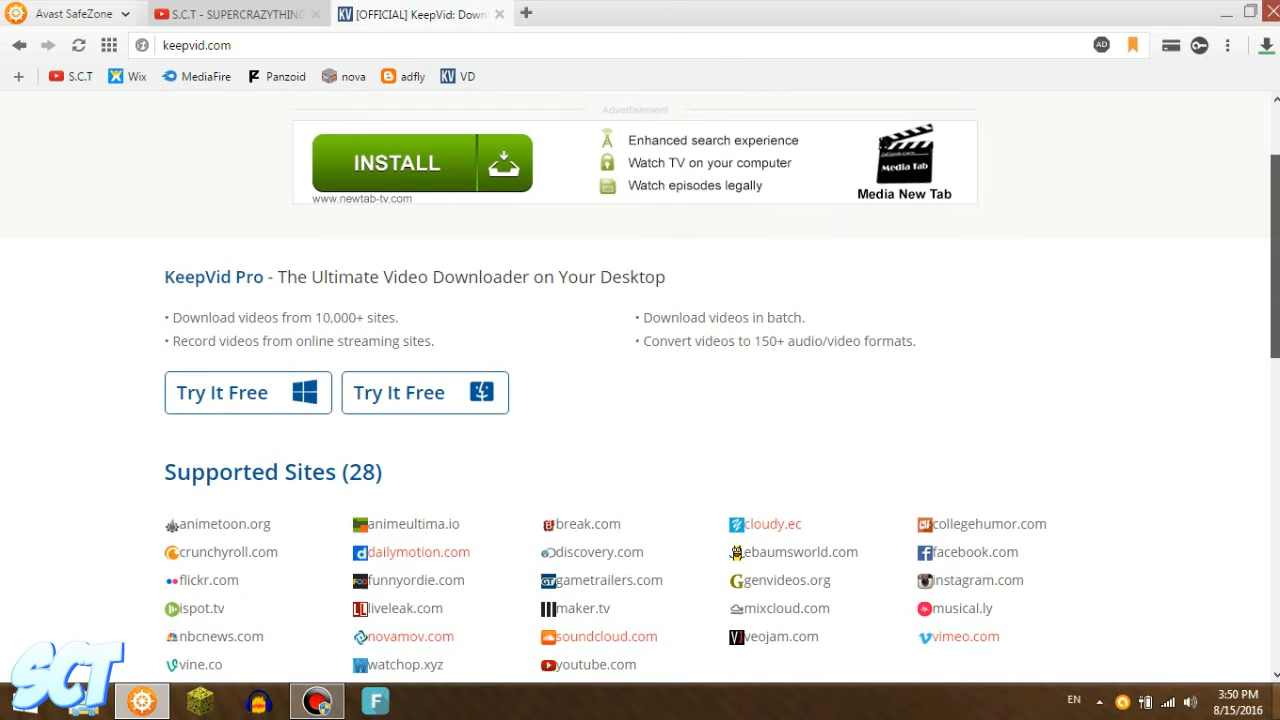 Avast SafeZone
S.C.T - SUPERCRAZYTHING
[OFFICIAL] KeepVid: Down
keepvid.com
AD
S.C.T
Wix
MediaFire
Panzoid
nova
adfly
KV VD
Advertisement
INSTALL
www.newtab-tv.com
Enhanced search experience
Watch TV on your computer
Watch episodes legally
Media Tab
Media New Tab
KeepVid Pro - The Ultimate Video Downloader on Your Desktop
• Download videos from 10,000+ sites.
• Download videos in batch.
• Record videos from online streaming sites.
• Convert videos to 150+ audio/video formats.
Try It Free
Try It Free
Supported Sites (28)
animetoon.org
animeultima.io
break.com
cloudy.ec
collegehumor.com
crunchyroll.com
dailymotion.com
discovery.com
ebaumsworld.com
facebook.com
flickr.com
funnyordie.com
gametrailers.com
genvideos.org
instagram.com
ispot.tv
liveleak.com
maker.tv
mixcloud.com
musical.ly
nbcnews.com
novamov.com
soundcloud.com
veojam.com
vimeo.com
vine.co
watchop.xyz
youtube.com
SCT
F
EN
3:50 PM
8/15/2016